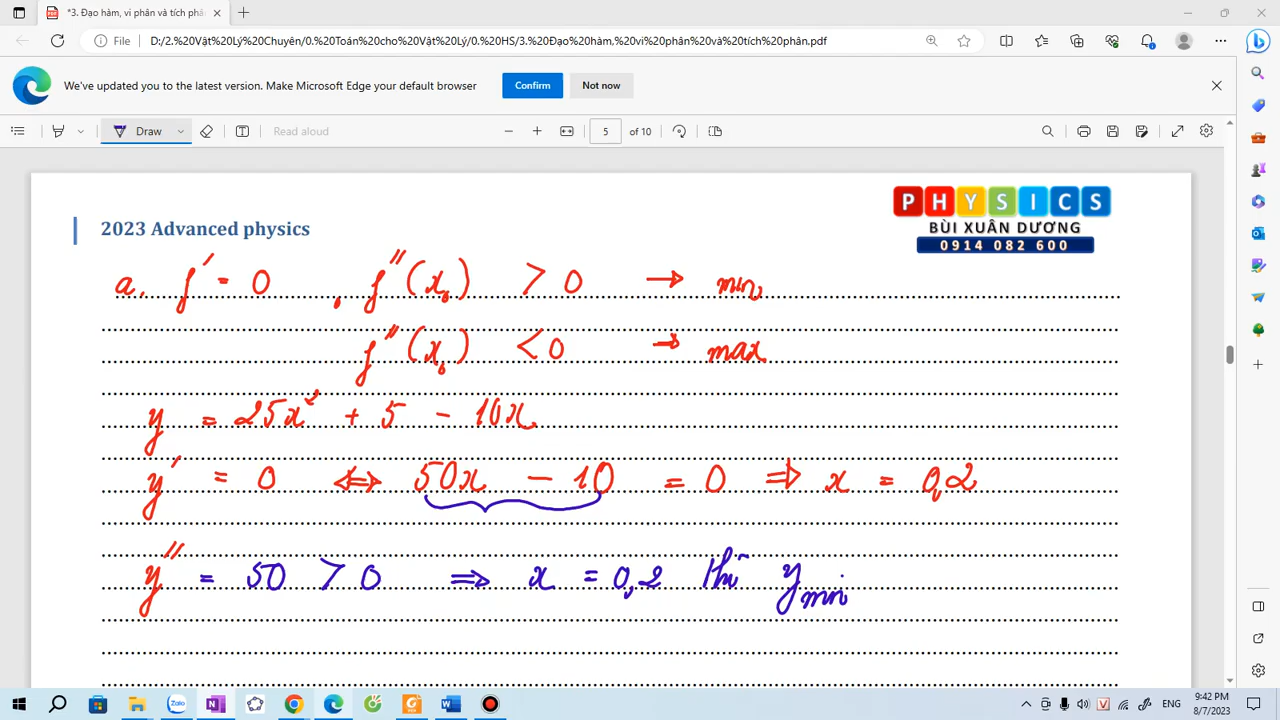 *3. Đạo hàm, vi phân và tích phâ
File D:/2.%20Vật%20Lý%20Chuyên/0.%20Toán%20cho%20Vật%20Lý/0.%20HS/3.%20Đạo%20hàm,%20vi%20phân%20và%20tích%20phân.pdf
We've updated you to the latest version. Make Microsoft Edge your default browser Confirm Not now
Draw Read aloud 5 of 10
PHYSICS
2023 Advanced physics
BÙI XUÂN DƯƠNG
0914 082 600
a. f' = 0 , f''(x₀) > 0 → min
f''(x₀) < 0 → max
y = 25x² + 5 - 10x
y' = 0 ⇔ 50x - 10 = 0 ⇒ x = 0,2
y'' = 50 > 0 ⇒ x = 0,2 thì y min
Zalo
ENG
9:42 PM
8/7/2023